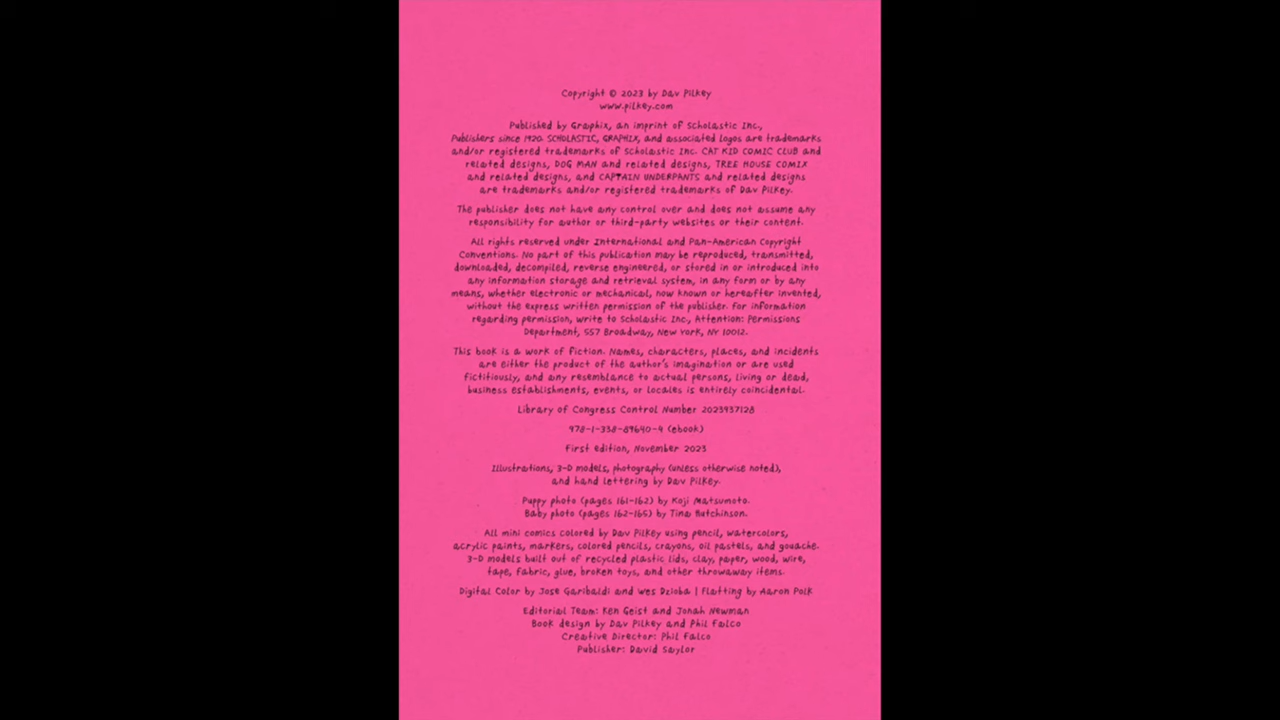 Copyright © 2023 by Dav Pilkey
www.pilkey.com
Published by Graphix, an imprint of Scholastic Inc.,
Publishers since 1920. SCHOLASTIC, GRAPHIX, and associated logos are trademarks
and/or registered trademarks of Scholastic Inc. CAT KID COMIC CLUB and
related designs, DOG MAN and related designs, TREE HOUSE COMIX
and related designs, and CAPTAIN UNDERPANTS and related designs
are trademarks and/or registered trademarks of Dav Pilkey.
The publisher does not have any control over and does not assume any
responsibility for author or third-party websites or their content.
All rights reserved under International and Pan-American Copyright
Conventions. No part of this publication may be reproduced, transmitted,
downloaded, decompiled, reverse engineered, or stored in or introduced into
any information storage and retrieval system, in any form or by any
means, whether electronic or mechanical, now known or hereafter invented,
without the express written permission of the publisher. For information
regarding permission, write to Scholastic Inc., Attention: Permissions
Department, 557 Broadway, New York, NY 10012.
This book is a work of fiction. Names, characters, places, and incidents
are either the product of the author's imagination or are used
fictitiously, and any resemblance to actual persons, living or dead,
business establishments, events, or locales is entirely coincidental.
Library of Congress Control Number 2023937128
978-1-338-89640-4 (ebook)
First edition, November 2023
Illustrations, 3-D models, photography (unless otherwise noted),
and hand lettering by Dav Pilkey.
Puppy photo (pages 161-162) by Koji Matsumoto.
Baby photo (pages 162-165) by Tina Hutchinson.
All mini comics colored by Dav Pilkey using pencil, watercolors,
acrylic paints, markers, colored pencils, crayons, oil pastels, and gouache.
3-D models built out of recycled plastic lids, clay, paper, wood, wire,
tape, fabric, glue, broken toys, and other throwaway items.
Digital Color by Jose Garibaldi and Wes Dzioba | Flatting by Aaron Polk
Editorial Team: Ken Geist and Jonah Newman
Book design by Dav Pilkey and Phil Falco
Creative Director: Phil Falco
Publisher: David Saylor